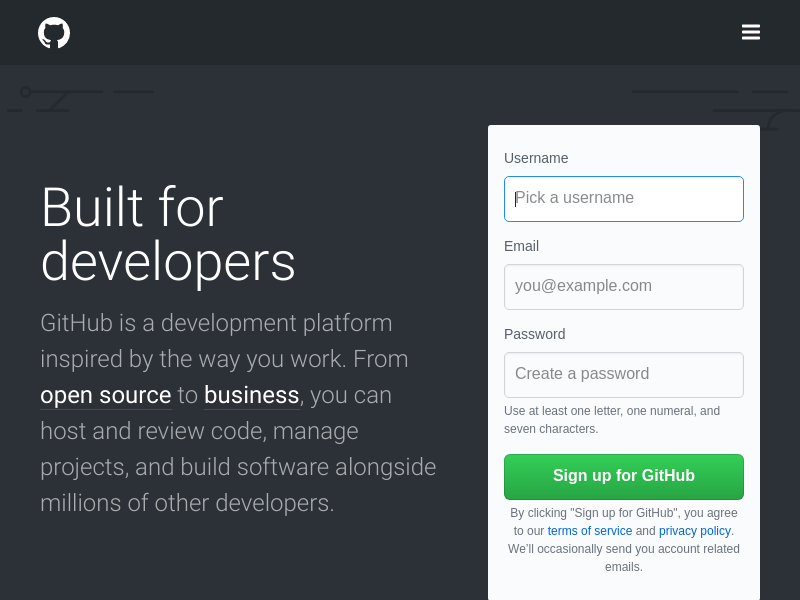 Built for
developers
GitHub is a development platform
inspired by the way you work. From
open source to business, you can
host and review code, manage
projects, and build software alongside
millions of other developers.
Username
Pick a username
Email
you@example.com
Password
Create a password
Use at least one letter, one numeral, and
seven characters.
Sign up for GitHub
By clicking "Sign up for GitHub", you agree
to our terms of service and privacy policy.
We’ll occasionally send you account related
emails.